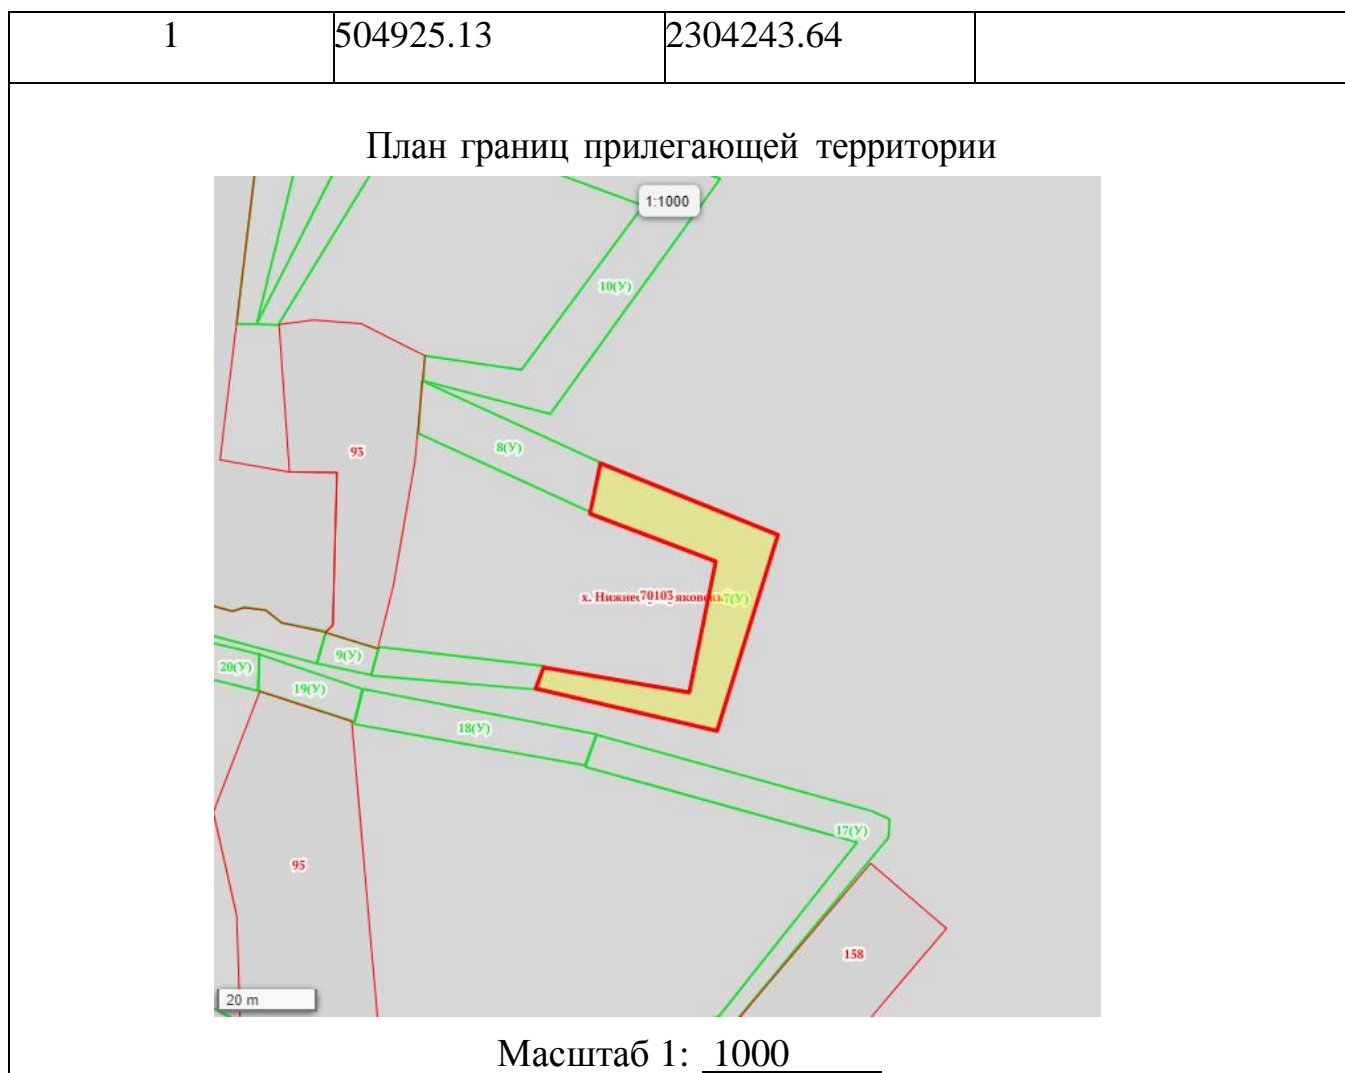 1 504925.13 2304243.64
План границ прилегающей территории
1:1000
10(У)
93
8(У)
х. Нижнес
70103
7(У)
9(У)
20(У)
19(У)
18(У)
17(У)
95
158
20 m
Масштаб 1: 1000